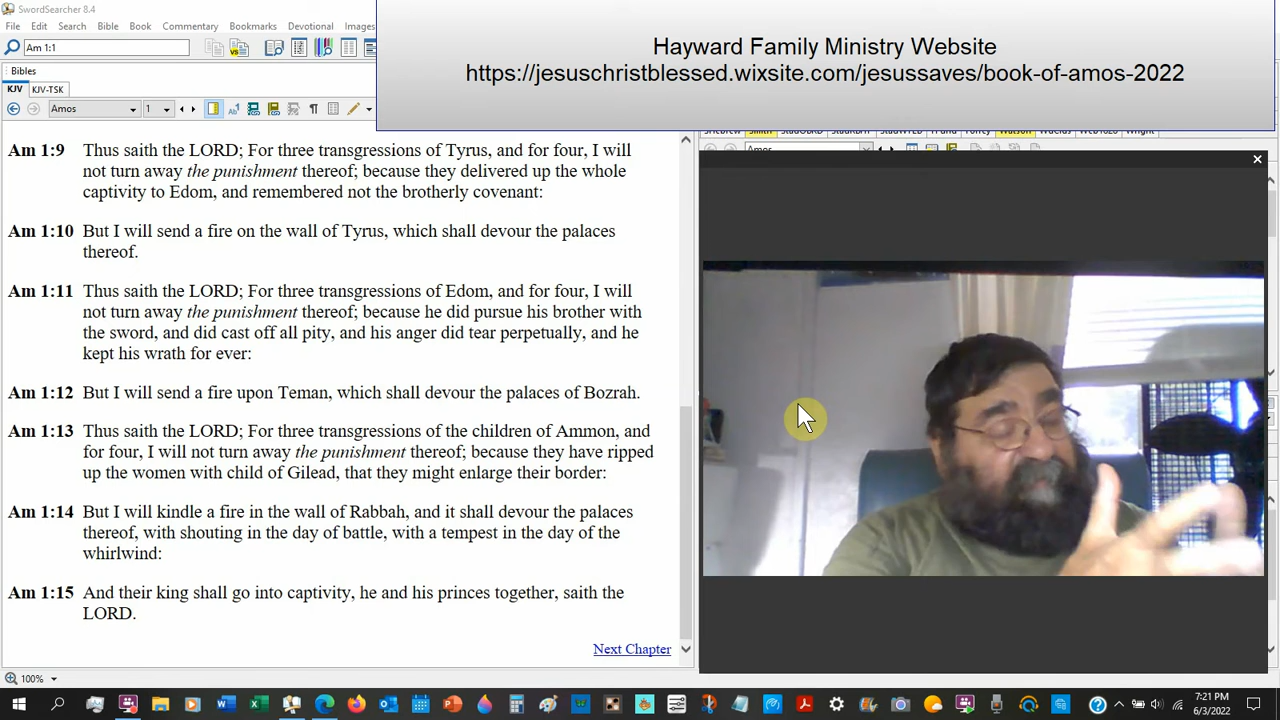 SwordSearcher 8.4
File Edit Search Bible Book Commentary Bookmarks Devotional Images
Am 1:1
Bibles
KJV KJV-TSK
Amos 1
Hayward Family Ministry Website
https://jesuschristblessed.wixsite.com/jesussaves/book-of-amos-2022
Amos
Am 1:9 Thus saith the LORD; For three transgressions of Tyrus, and for four, I will
not turn away the punishment thereof; because they delivered up the whole
captivity to Edom, and remembered not the brotherly covenant:
Am 1:10 But I will send a fire on the wall of Tyrus, which shall devour the palaces
thereof.
Am 1:11 Thus saith the LORD; For three transgressions of Edom, and for four, I will
not turn away the punishment thereof; because he did pursue his brother with
the sword, and did cast off all pity, and his anger did tear perpetually, and he
kept his wrath for ever:
Am 1:12 But I will send a fire upon Teman, which shall devour the palaces of Bozrah.
Am 1:13 Thus saith the LORD; For three transgressions of the children of Ammon, and
for four, I will not turn away the punishment thereof; because they have ripped
up the women with child of Gilead, that they might enlarge their border:
Am 1:14 But I will kindle a fire in the wall of Rabbah, and it shall devour the palaces
thereof, with shouting in the day of battle, with a tempest in the day of the
whirlwind:
Am 1:15 And their king shall go into captivity, he and his princes together, saith the
LORD.
Next Chapter
100%
7:21 PM
6/3/2022